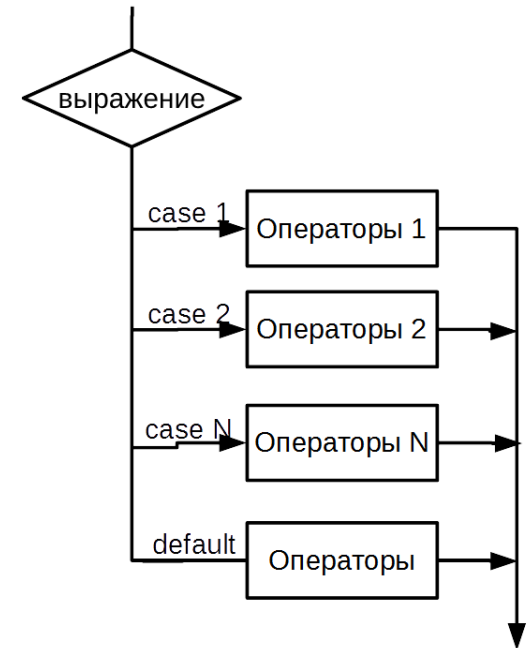 выражение
case 1
Операторы 1
case 2
Операторы 2
case N
Операторы N
default
Операторы